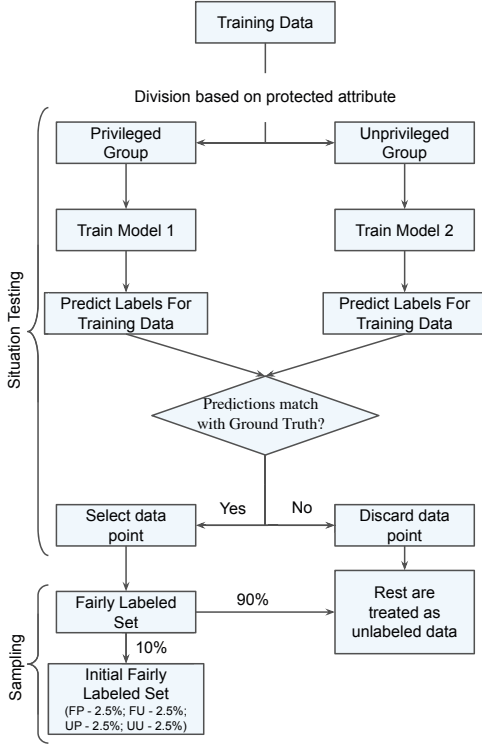 Training Data
Division based on protected attribute
Privileged
Group
Unprivileged
Group
Train Model 1
Train Model 2
Predict Labels For
Training Data
Predict Labels For
Training Data
Situation Testing
Predictions match
with Ground Truth?
Yes
No
Select data
point
Discard data
point
Sampling
Fairly Labeled
Set
90%
Rest are
treated as
unlabeled data
10%
Initial Fairly
Labeled Set
(FP - 2.5%; FU - 2.5%;
UP - 2.5%; UU - 2.5%)